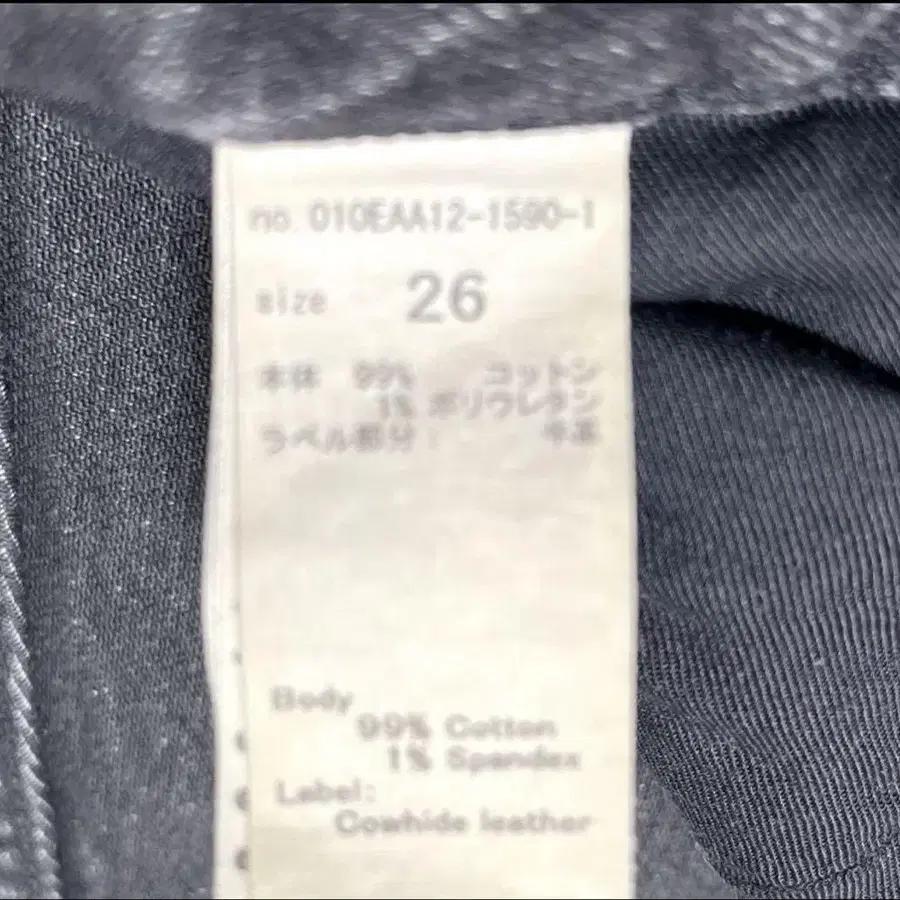 no. 010EAA12-1590-1
size 26
本体 99% コットン
1% ポリウレタン
ラベル部分: 牛革
Body
99% Cotton
1% Spandex
Label:
Cowhide leather